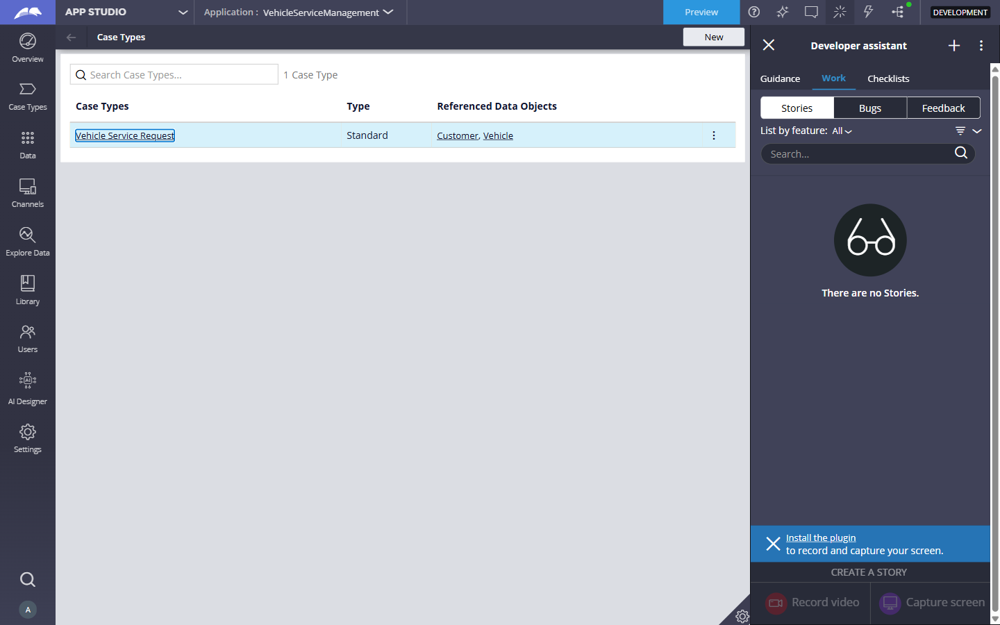 APP STUDIO
Application : VehicleServiceManagement
Preview
DEVELOPMENT
Overview
Case Types
Data
Channels
Explore Data
Library
Users
AI Designer
Settings
A
Case Types
New
Search Case Types...
1 Case Type
Case Types Type Referenced Data Objects
Vehicle Service Request Standard Customer, Vehicle
Developer assistant
Guidance Work Checklists
Stories Bugs Feedback
List by feature: All
Search...
There are no Stories.
Install the plugin
to record and capture your screen.
CREATE A STORY
Record video Capture screen